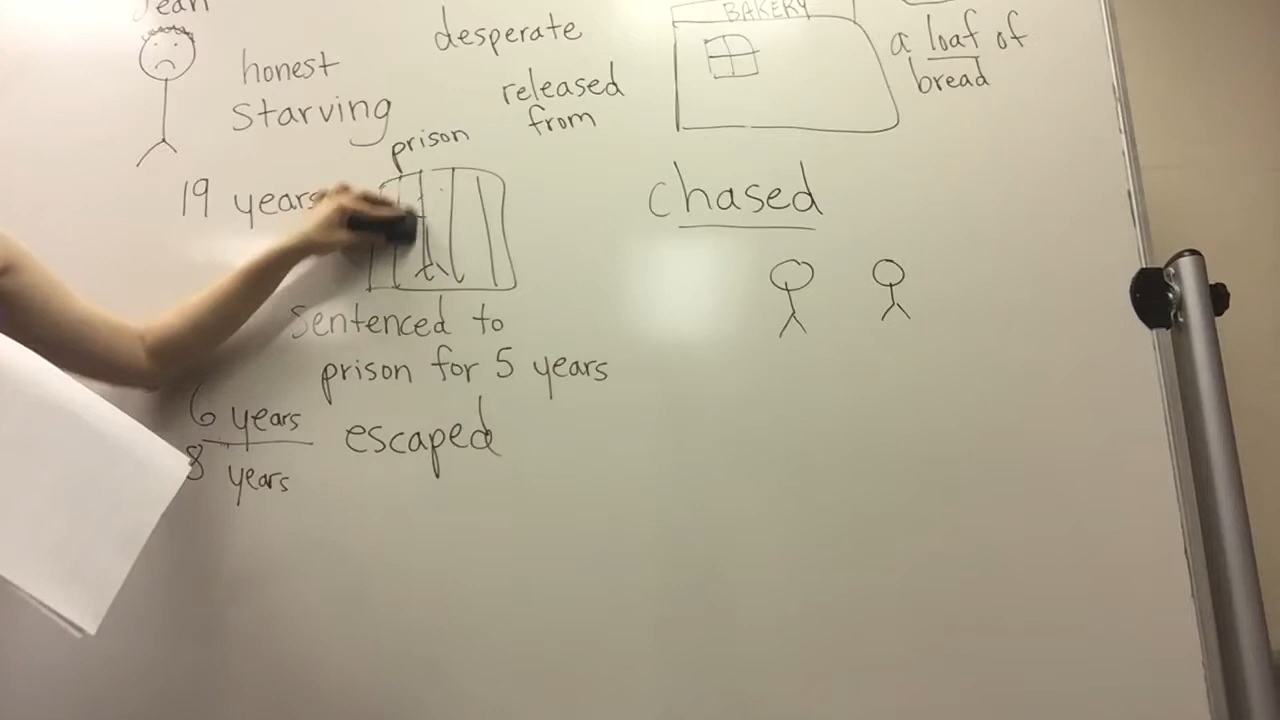 Jean
honest
starving
desperate
released
from
prison
19 years
sentenced to
prison for 5 years
6 years
8 years
escaped
BAKERY
a loaf of
bread
chased